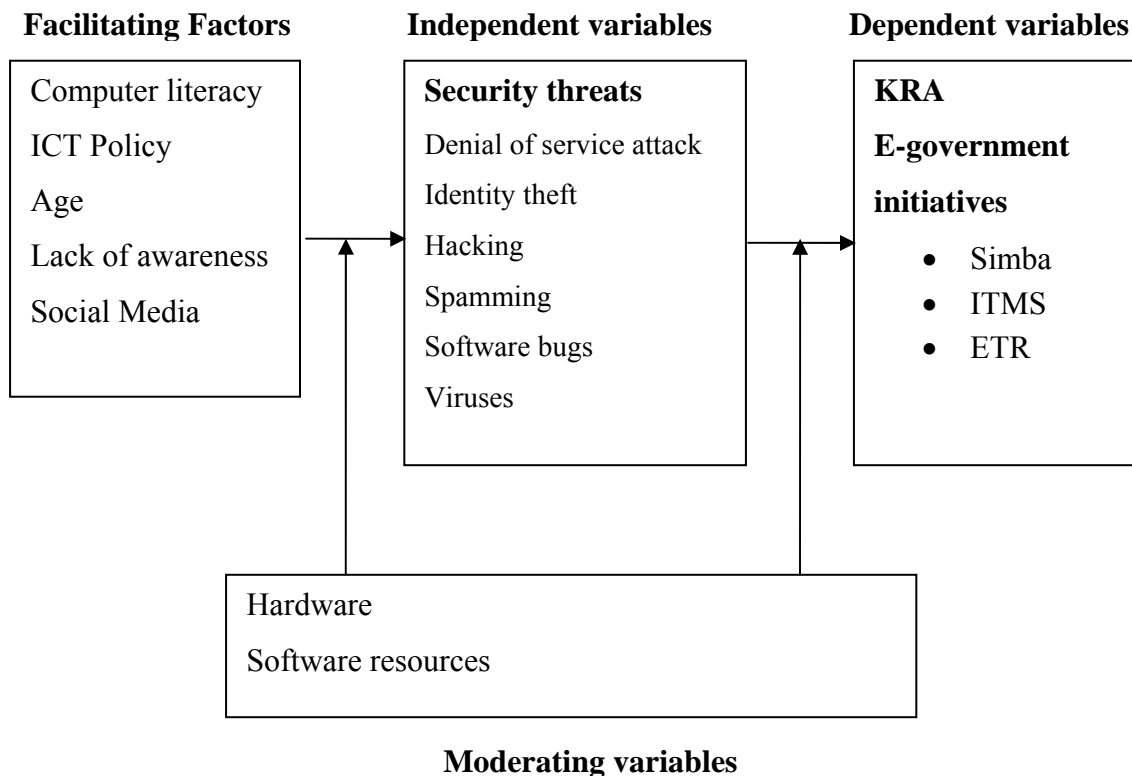 Facilitating Factors
Independent variables
Dependent variables
Computer literacy
ICT Policy
Age
Lack of awareness
Social Media
Security threats
Denial of service attack
Identity theft
Hacking
Spamming
Software bugs
Viruses
KRA
E-government
initiatives
• Simba
• ITMS
• ETR
Hardware
Software resources
Moderating variables